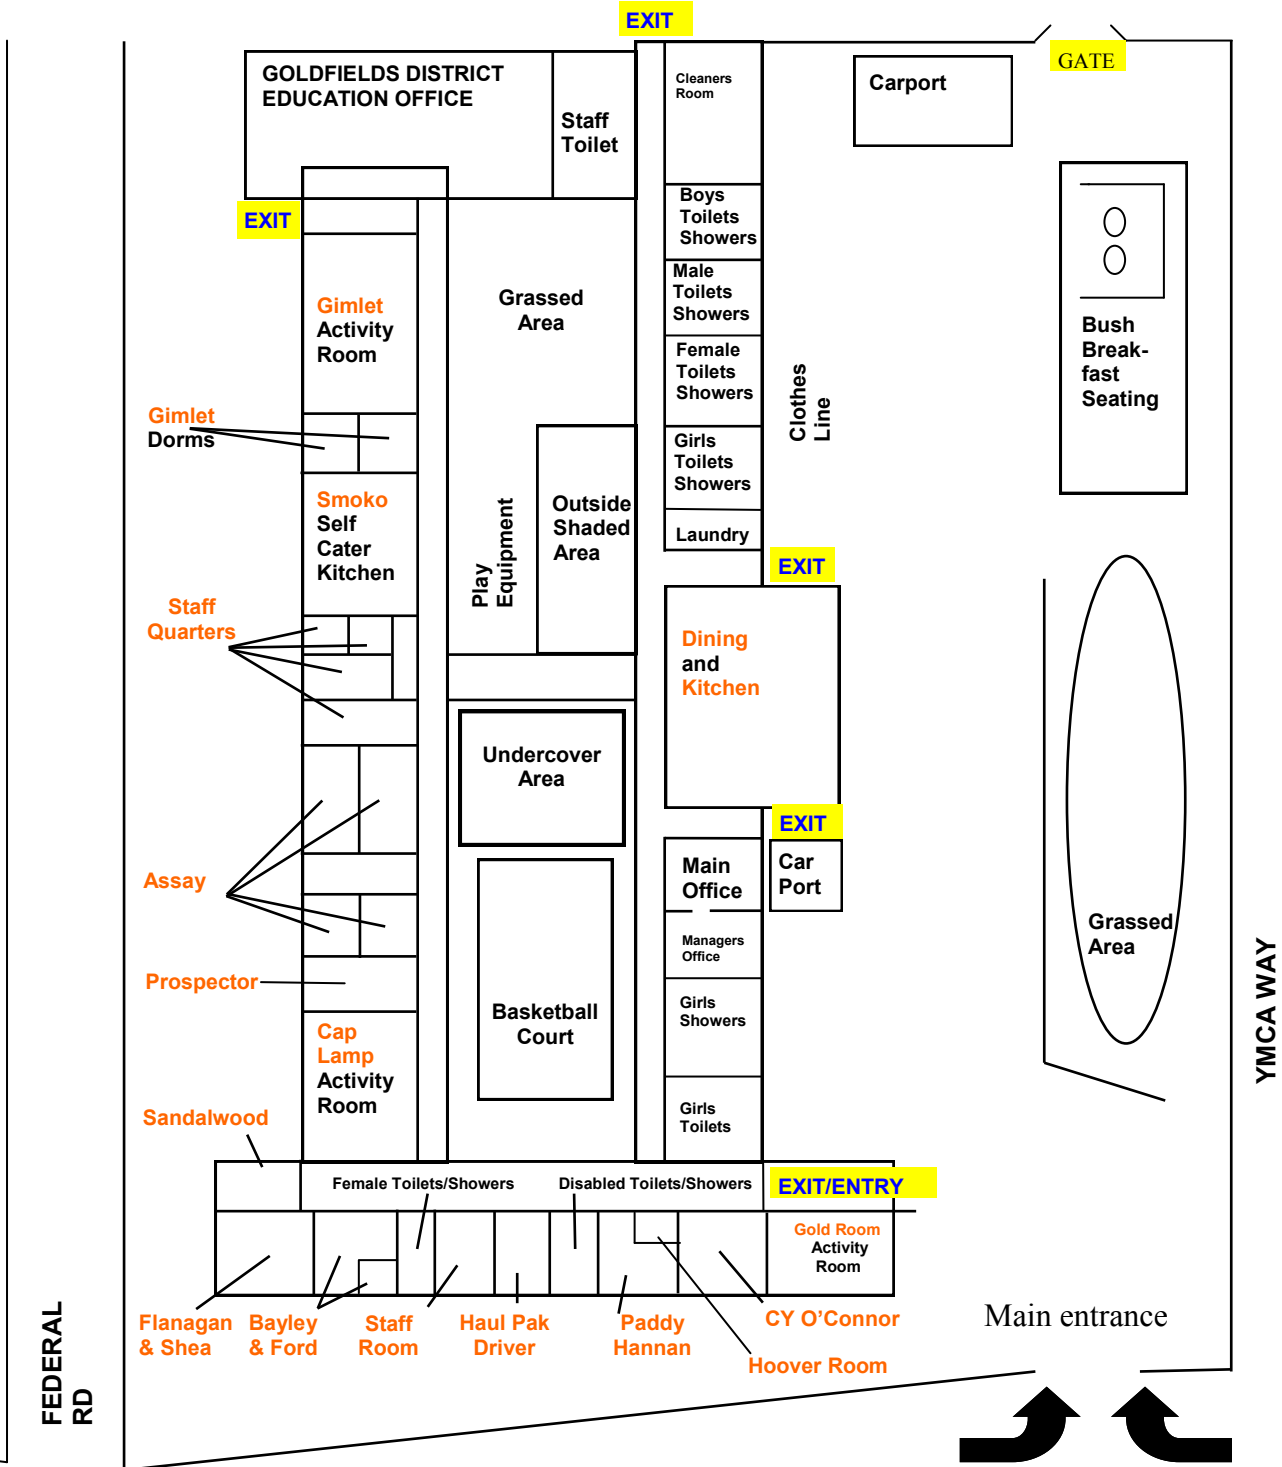 EXIT
GATE
GOLDFIELDS DISTRICT
EDUCATION OFFICE
Staff
Toilet
Cleaners
Room
Carport
EXIT
Boys
Toilets
Showers
Male
Toilets
Showers
Female
Toilets
Showers
Girls
Toilets
Showers
Laundry
Grassed
Area
Gimlet
Activity
Room
Gimlet
Dorms
Smoko
Self
Cater
Kitchen
Play
Equipment
Outside
Shaded
Area
Clothes
Line
Bush
Break-
fast
Seating
EXIT
Staff
Quarters
Dining
and
Kitchen
Undercover
Area
EXIT
Main
Office
Car
Port
Assay
Managers
Office
Grassed
Area
YMCA WAY
Prospector
Girls
Showers
Basketball
Court
Cap
Lamp
Activity
Room
Girls
Toilets
Sandalwood
Female Toilets/Showers
Disabled Toilets/Showers
EXIT/ENTRY
Gold Room
Activity
Room
Flanagan
& Shea
Bayley
& Ford
Staff
Room
Haul Pak
Driver
Paddy
Hannan
CY O'Connor
Hoover Room
Main entrance
FEDERAL
RD